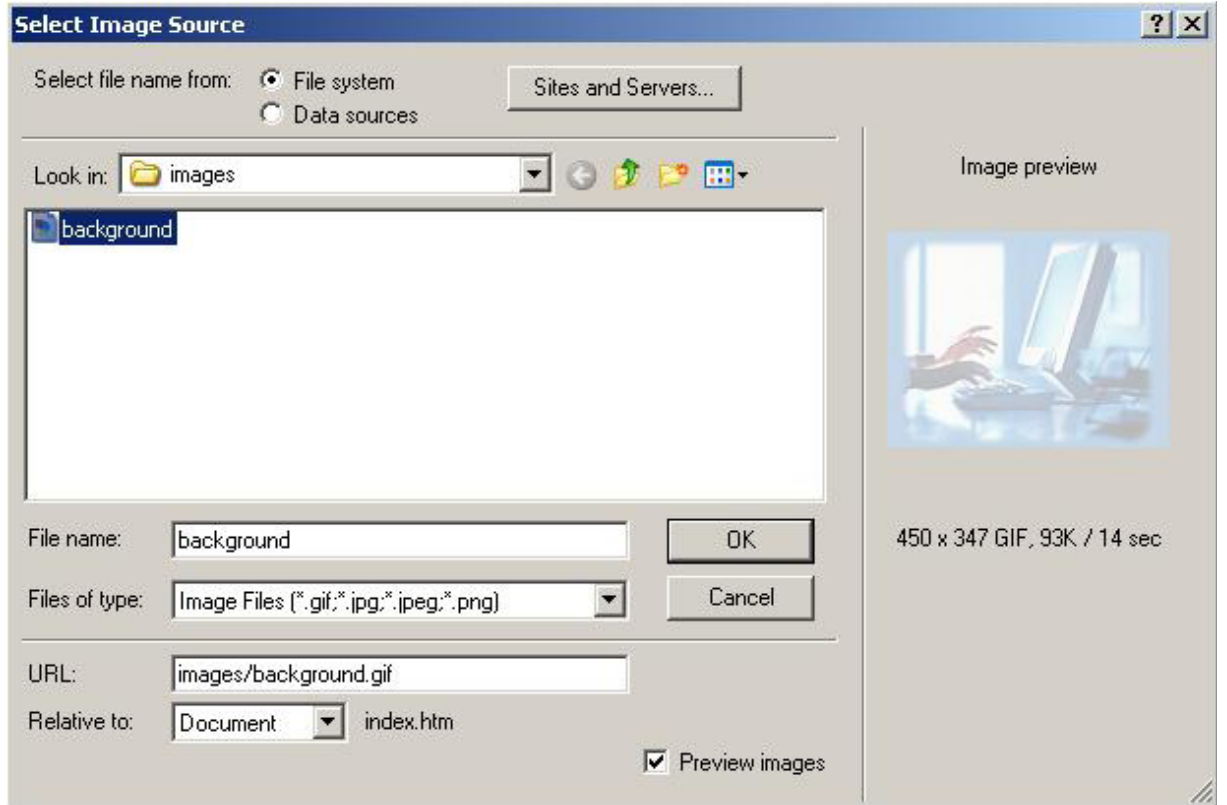 Select Image Source
Select file name from:
File system
Data sources
Sites and Servers...
Look in: images
background
Image preview
File name: background
OK
450 x 347 GIF, 93K / 14 sec
Files of type: Image Files (*.gif;*.jpg;*.jpeg;*.png)
Cancel
URL: images/background.gif
Relative to: Document index.htm
Preview images